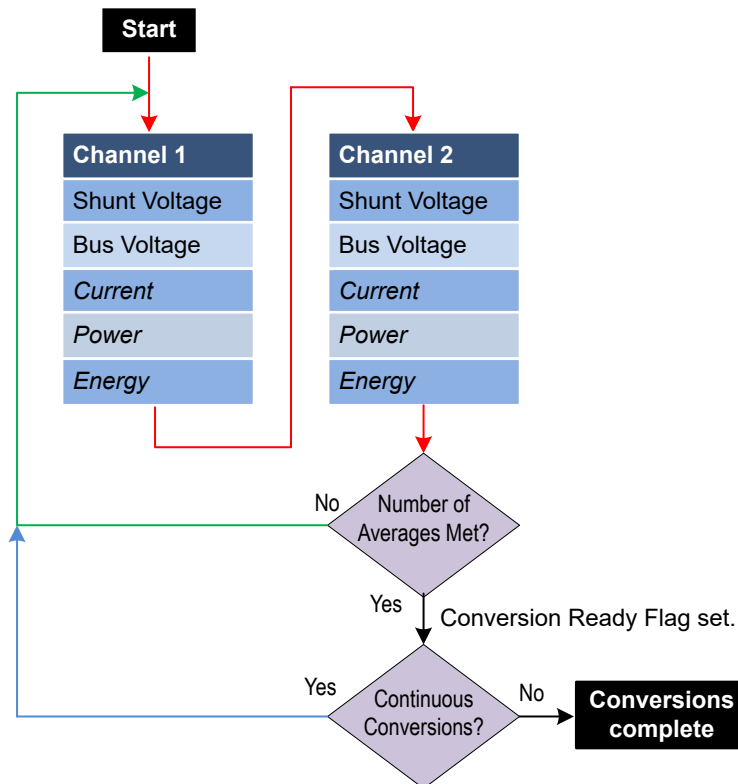 Start
Channel 1
Shunt Voltage
Bus Voltage
Current
Power
Energy
Channel 2
Shunt Voltage
Bus Voltage
Current
Power
Energy
No
Number of
Averages Met?
Yes
Conversion Ready Flag set.
Yes
Continuous
Conversions?
No
Conversions
complete